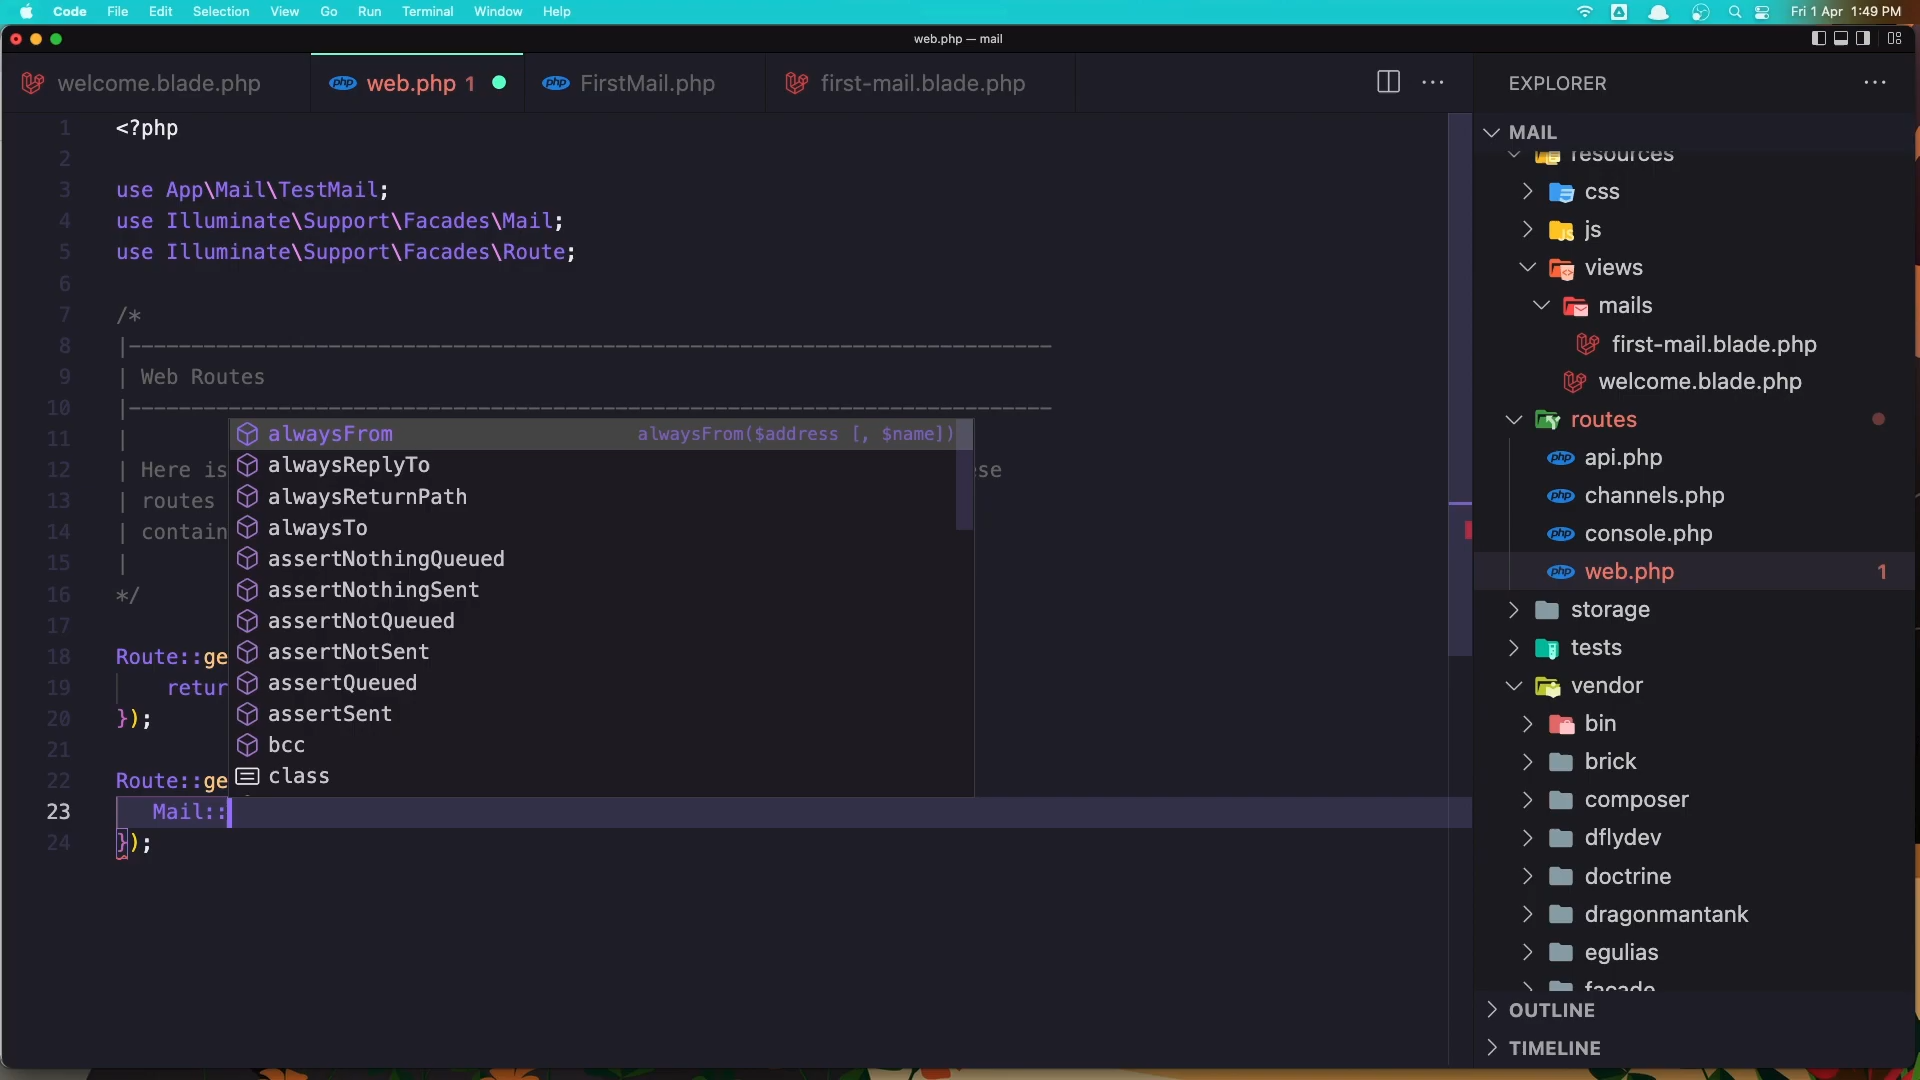 Code File Edit Selection View Go Run Terminal Window Help Fri 1 Apr 1:49 PM
web.php — mail
welcome.blade.php web.php 1 FirstMail.php first-mail.blade.php
1 <?php
2
3 use App\Mail\TestMail;
4 use Illuminate\Support\Facades\Mail;
5 use Illuminate\Support\Facades\Route;
6
7 /*
8 |--------------------------------------------------------------------------
9 | Web Routes
10 |--------------------------------------------------------------------------
11 |
12 | Here is
13 | routes
14 | contain
15 |
16 */
17
18 Route::ge
19 retur
20 });
21
22 Route::ge
23 Mail::
24 });
alwaysFrom alwaysFrom($address [, $name])
alwaysReplyTo
alwaysReturnPath
alwaysTo
assertNothingQueued
assertNothingSent
assertNotQueued
assertNotSent
assertQueued
assertSent
bcc
class
EXPLORER
MAIL
resources
css
js
views
mails
first-mail.blade.php
welcome.blade.php
routes
api.php
channels.php
console.php
web.php 1
storage
tests
vendor
bin
brick
composer
dflydev
doctrine
dragonmantank
egulias
facade
OUTLINE
TIMELINE